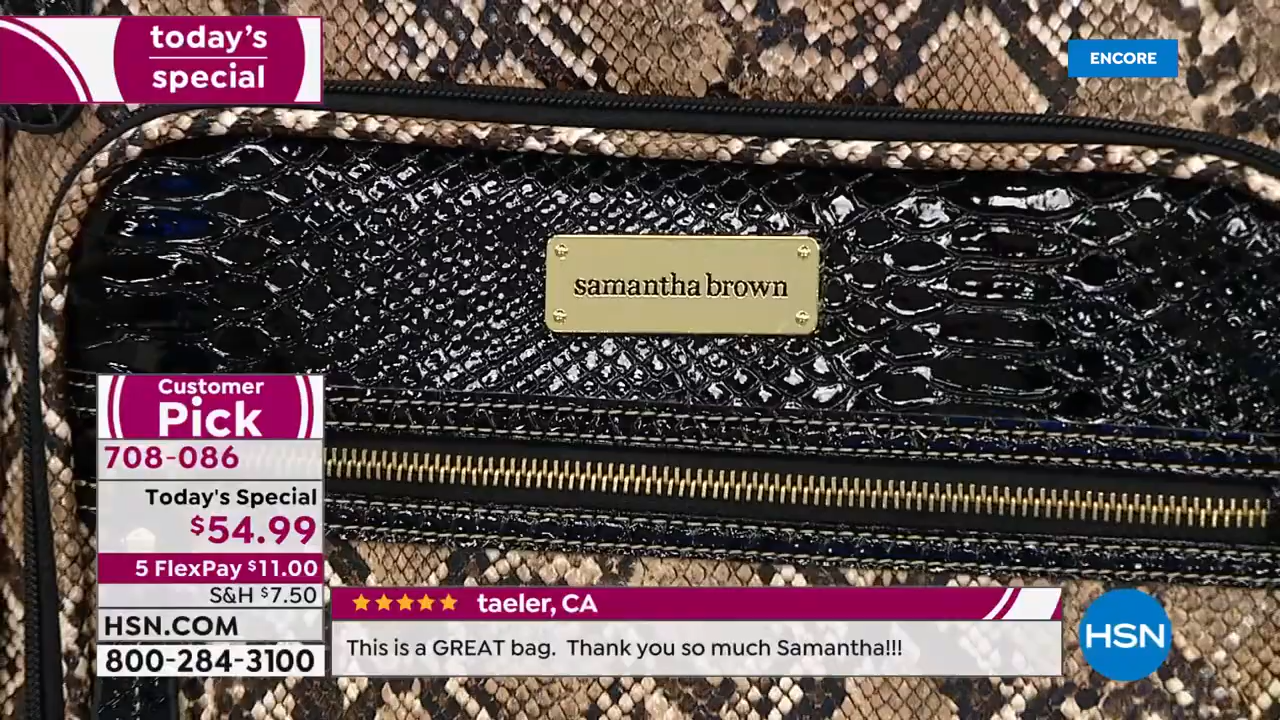 today's
special
ENCORE
samantha brown
Customer
Pick
708-086
Today's Special
$54.99
5 FlexPay $11.00
S&H $7.50
HSN.COM
800-284-3100
taeler, CA
This is a GREAT bag.  Thank you so much Samantha!!!
HSN